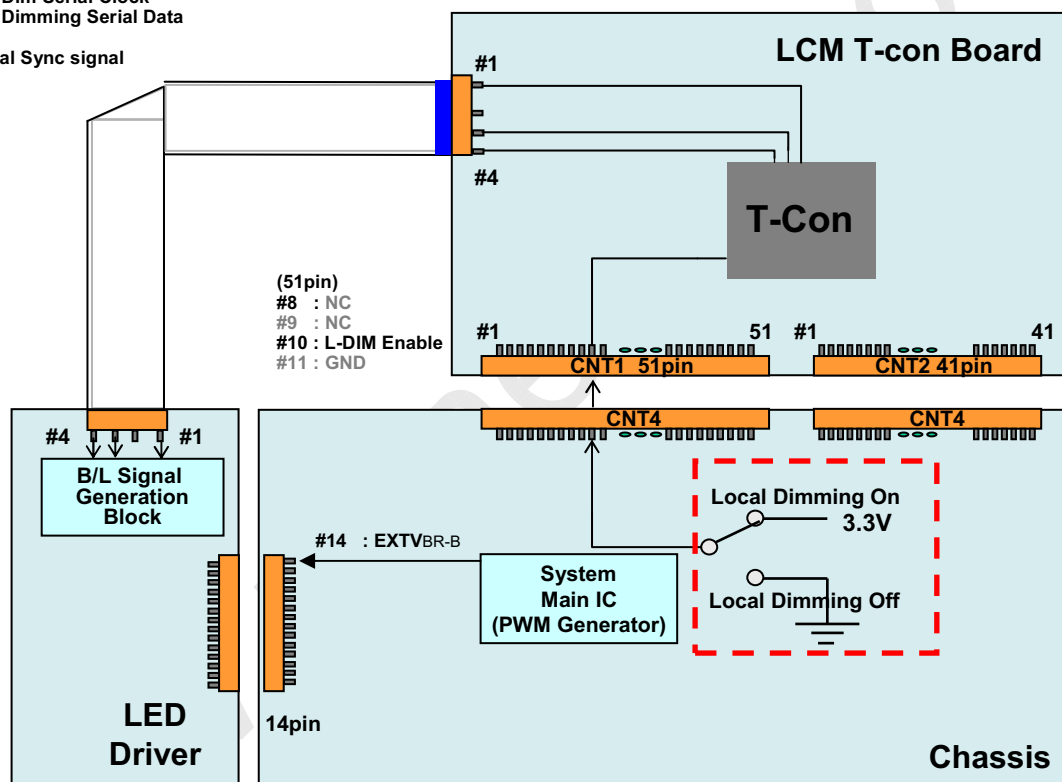 Dimming Serial Data
al Sync signal
LCM T-con Board
#1
#4
T-Con
(51pin)
#8 : NC
#9 : NC
#10 : L-DIM Enable
#11 : GND
#1 51 #1 41
CNT1 51pin CNT2 41pin
CNT4 CNT4
#4 #1
B/L Signal
Generation
Block
Local Dimming On
3.3V
#14 : EXTVBR-B
System
Main IC
(PWM Generator)
Local Dimming Off
LED
Driver
14pin
Chassis